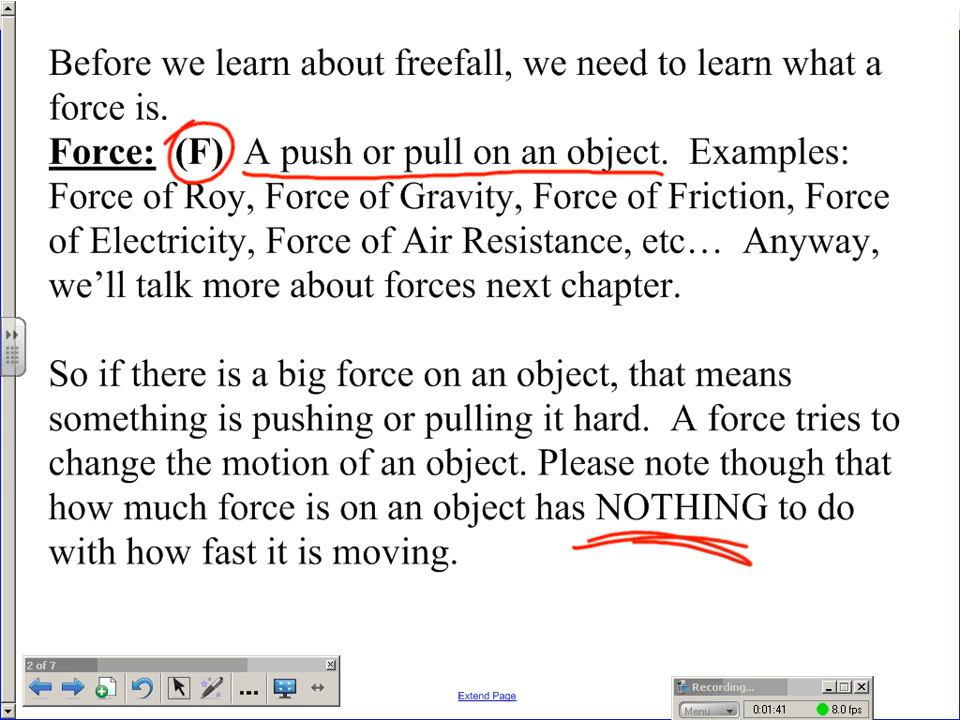 Before we learn about freefall, we need to learn what a
force is.
Force: (F) A push or pull on an object. Examples:
Force of Roy, Force of Gravity, Force of Friction, Force
of Electricity, Force of Air Resistance, etc… Anyway,
we’ll talk more about forces next chapter.
So if there is a big force on an object, that means
something is pushing or pulling it hard. A force tries to
change the motion of an object. Please note though that
how much force is on an object has NOTHING to do
with how fast it is moving.
2 of 7
Extend Page
Recording...
Menu 0:01:41 8.0 fps